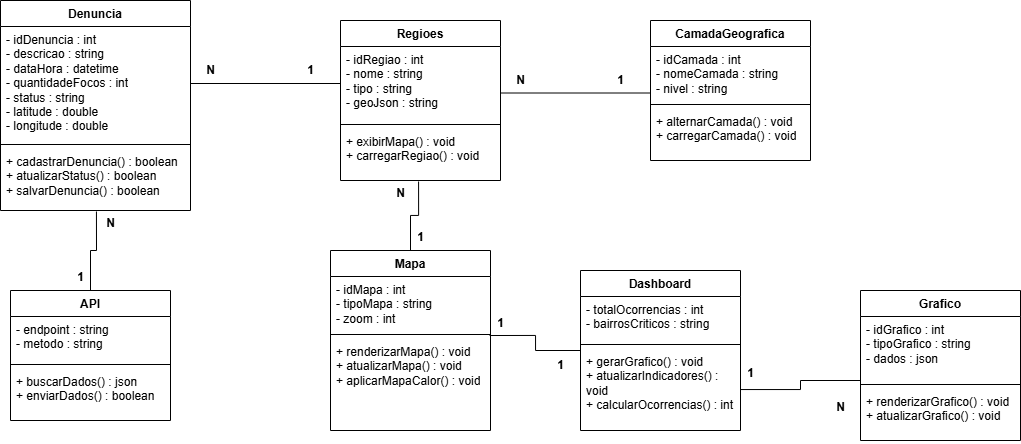 Denuncia
- idDenuncia : int
- descricao : string
- dataHora : datetime
- quantidadeFocos : int
- status : string
- latitude : double
- longitude : double
+ cadastrarDenuncia() : boolean
+ atualizarStatus() : boolean
+ salvarDenuncia() : boolean
N
1
Regioes
- idRegiao : int
- nome : string
- tipo : string
- geoJson : string
+ exibirMapa() : void
+ carregarRegiao() : void
N
1
CamadaGeografica
- idCamada : int
- nomeCamada : string
- nivel : string
+ alternarCamada() : void
+ carregarCamada() : void
N
1
API
- endpoint : string
- metodo : string
+ buscarDados() : json
+ enviarDados() : boolean
N
1
Mapa
- idMapa : int
- tipoMapa : string
- zoom : int
+ renderizarMapa() : void
+ atualizarMapa() : void
+ aplicarMapaCalor() : void
1
1
Dashboard
- totalOcorrencias : int
- bairrosCriticos : string
+ gerarGrafico() : void
+ atualizarIndicadores() :
void
+ calcularOcorrencias() : int
1
N
Grafico
- idGrafico : int
- tipoGrafico : string
- dados : json
+ renderizarGrafico() : void
+ atualizarGrafico() : void